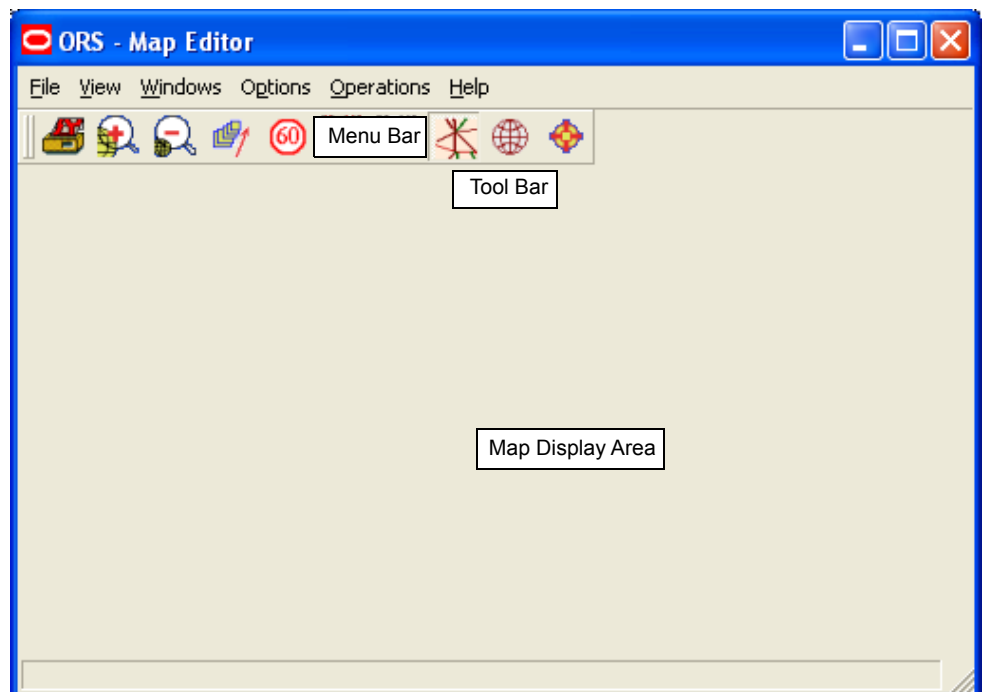 ORS - Map Editor
File View Windows Options Operations Help
60 Menu Bar
Tool Bar
Map Display Area